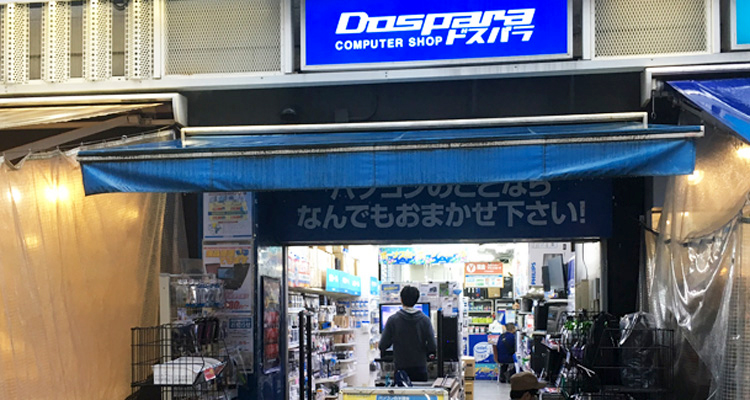 Dospara
COMPUTER SHOP ドスパラ
パソコンのことなら
なんでもおまかせ下さい!
PHILIPS